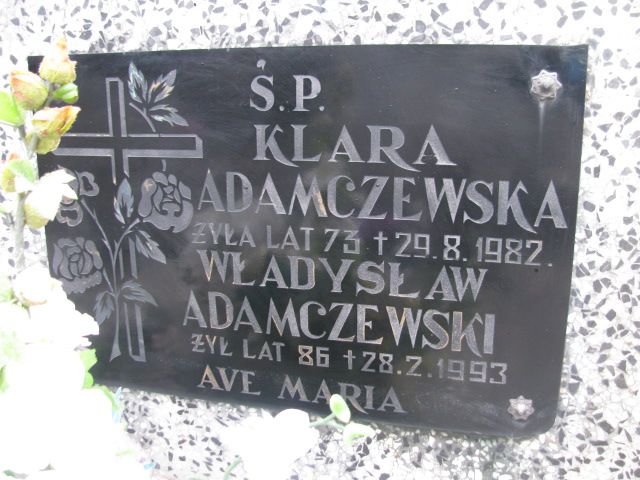 Ś.P.
KLARA
ADAMCZEWSKA
ŻYŁA LAT 73 + 29.8.1982.
WŁADYSŁAW
ADAMCZEWSKI
ŻYŁ LAT 86 + 28.2.1993
AVE MARIA